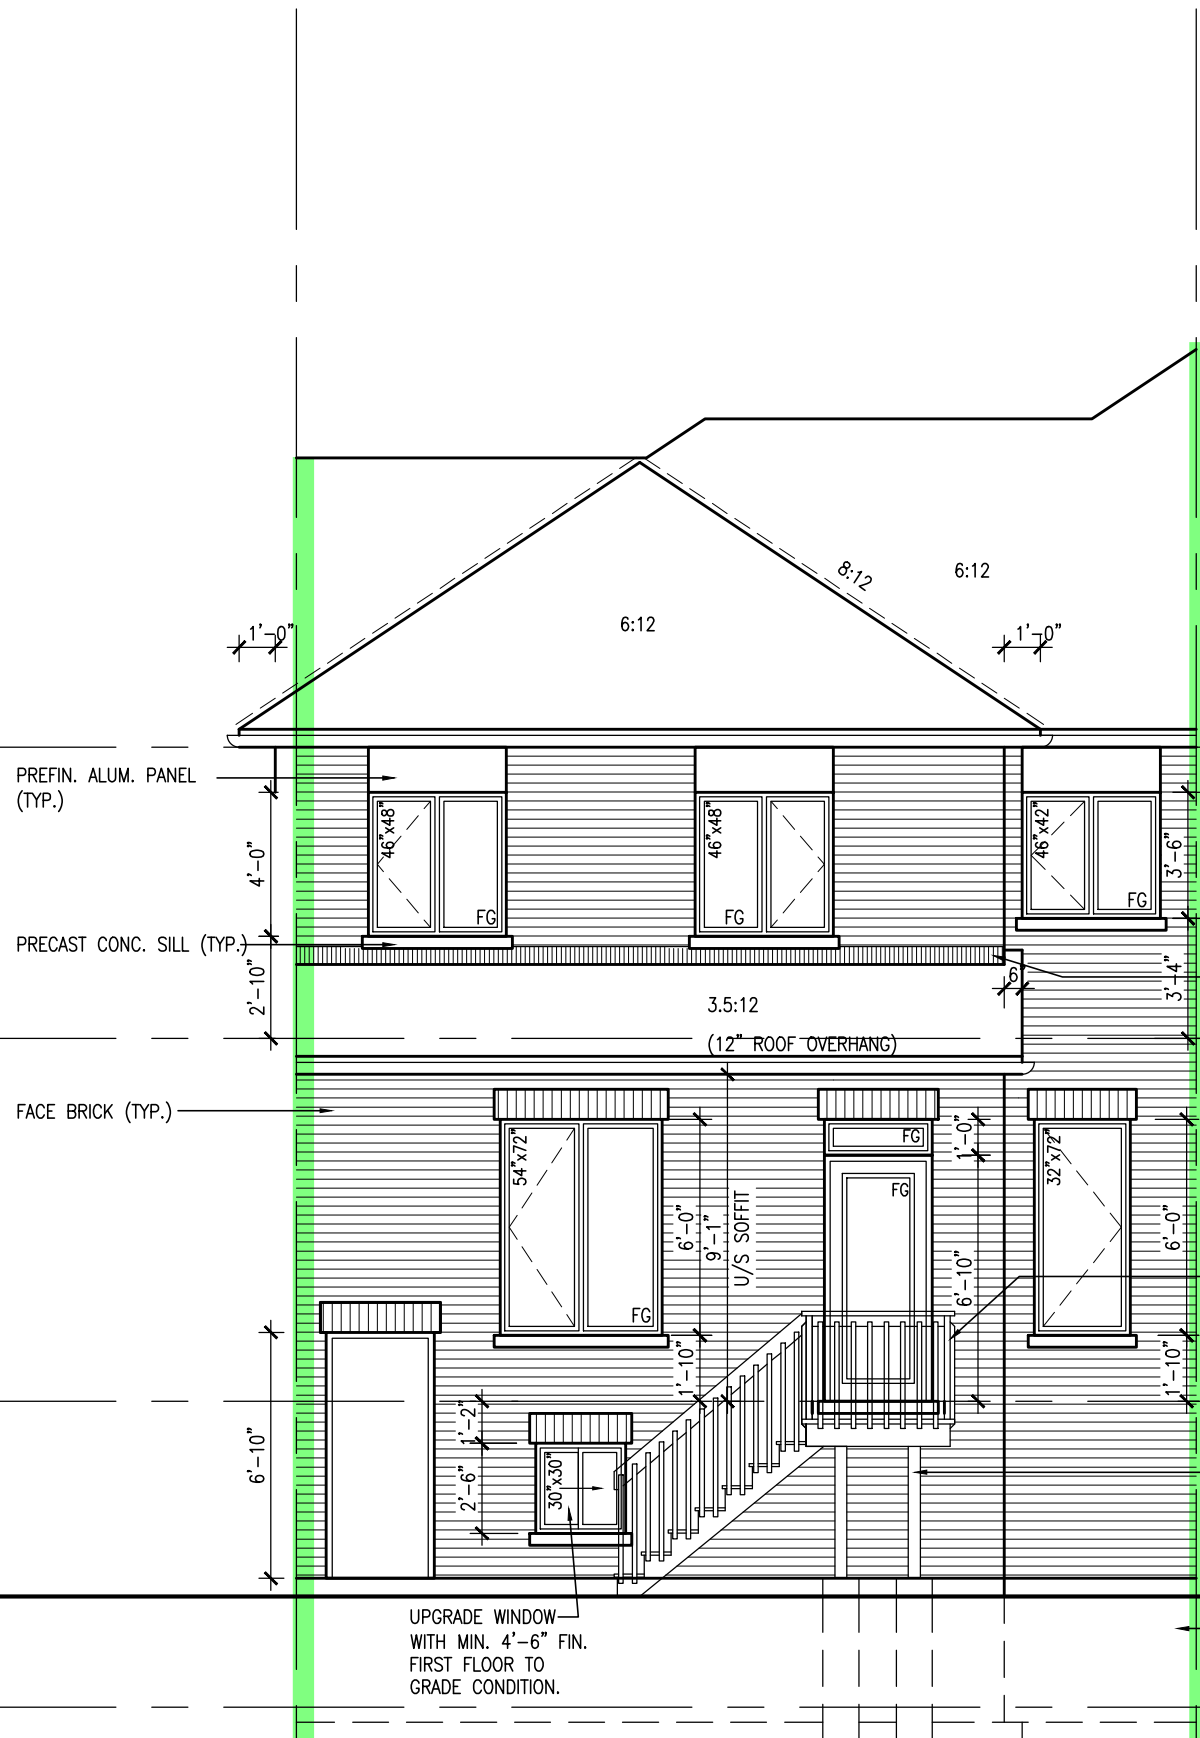 8:12
6:12
6:12
1'-0"
1'-0"
PREFIN. ALUM. PANEL
(TYP.)
46"x48"
46"x48"
46"x42"
4'-0"
3'-6"
FG
FG
FG
PRECAST CONC. SILL (TYP.)
2'-10"
6"
3'-4"
3.5:12
(12" ROOF OVERHANG)
FACE BRICK (TYP.)
54"x72"
FG
1'-0"
32"x72"
FG
6'-0"
9'-1"
U/S SOFFIT
6'-10"
6'-0"
FG
1'-10"
1'-10"
1'-2"
6'-10"
2'-6"
30"x30"
UPGRADE WINDOW
WITH MIN. 4'-6" FIN.
FIRST FLOOR TO
GRADE CONDITION.